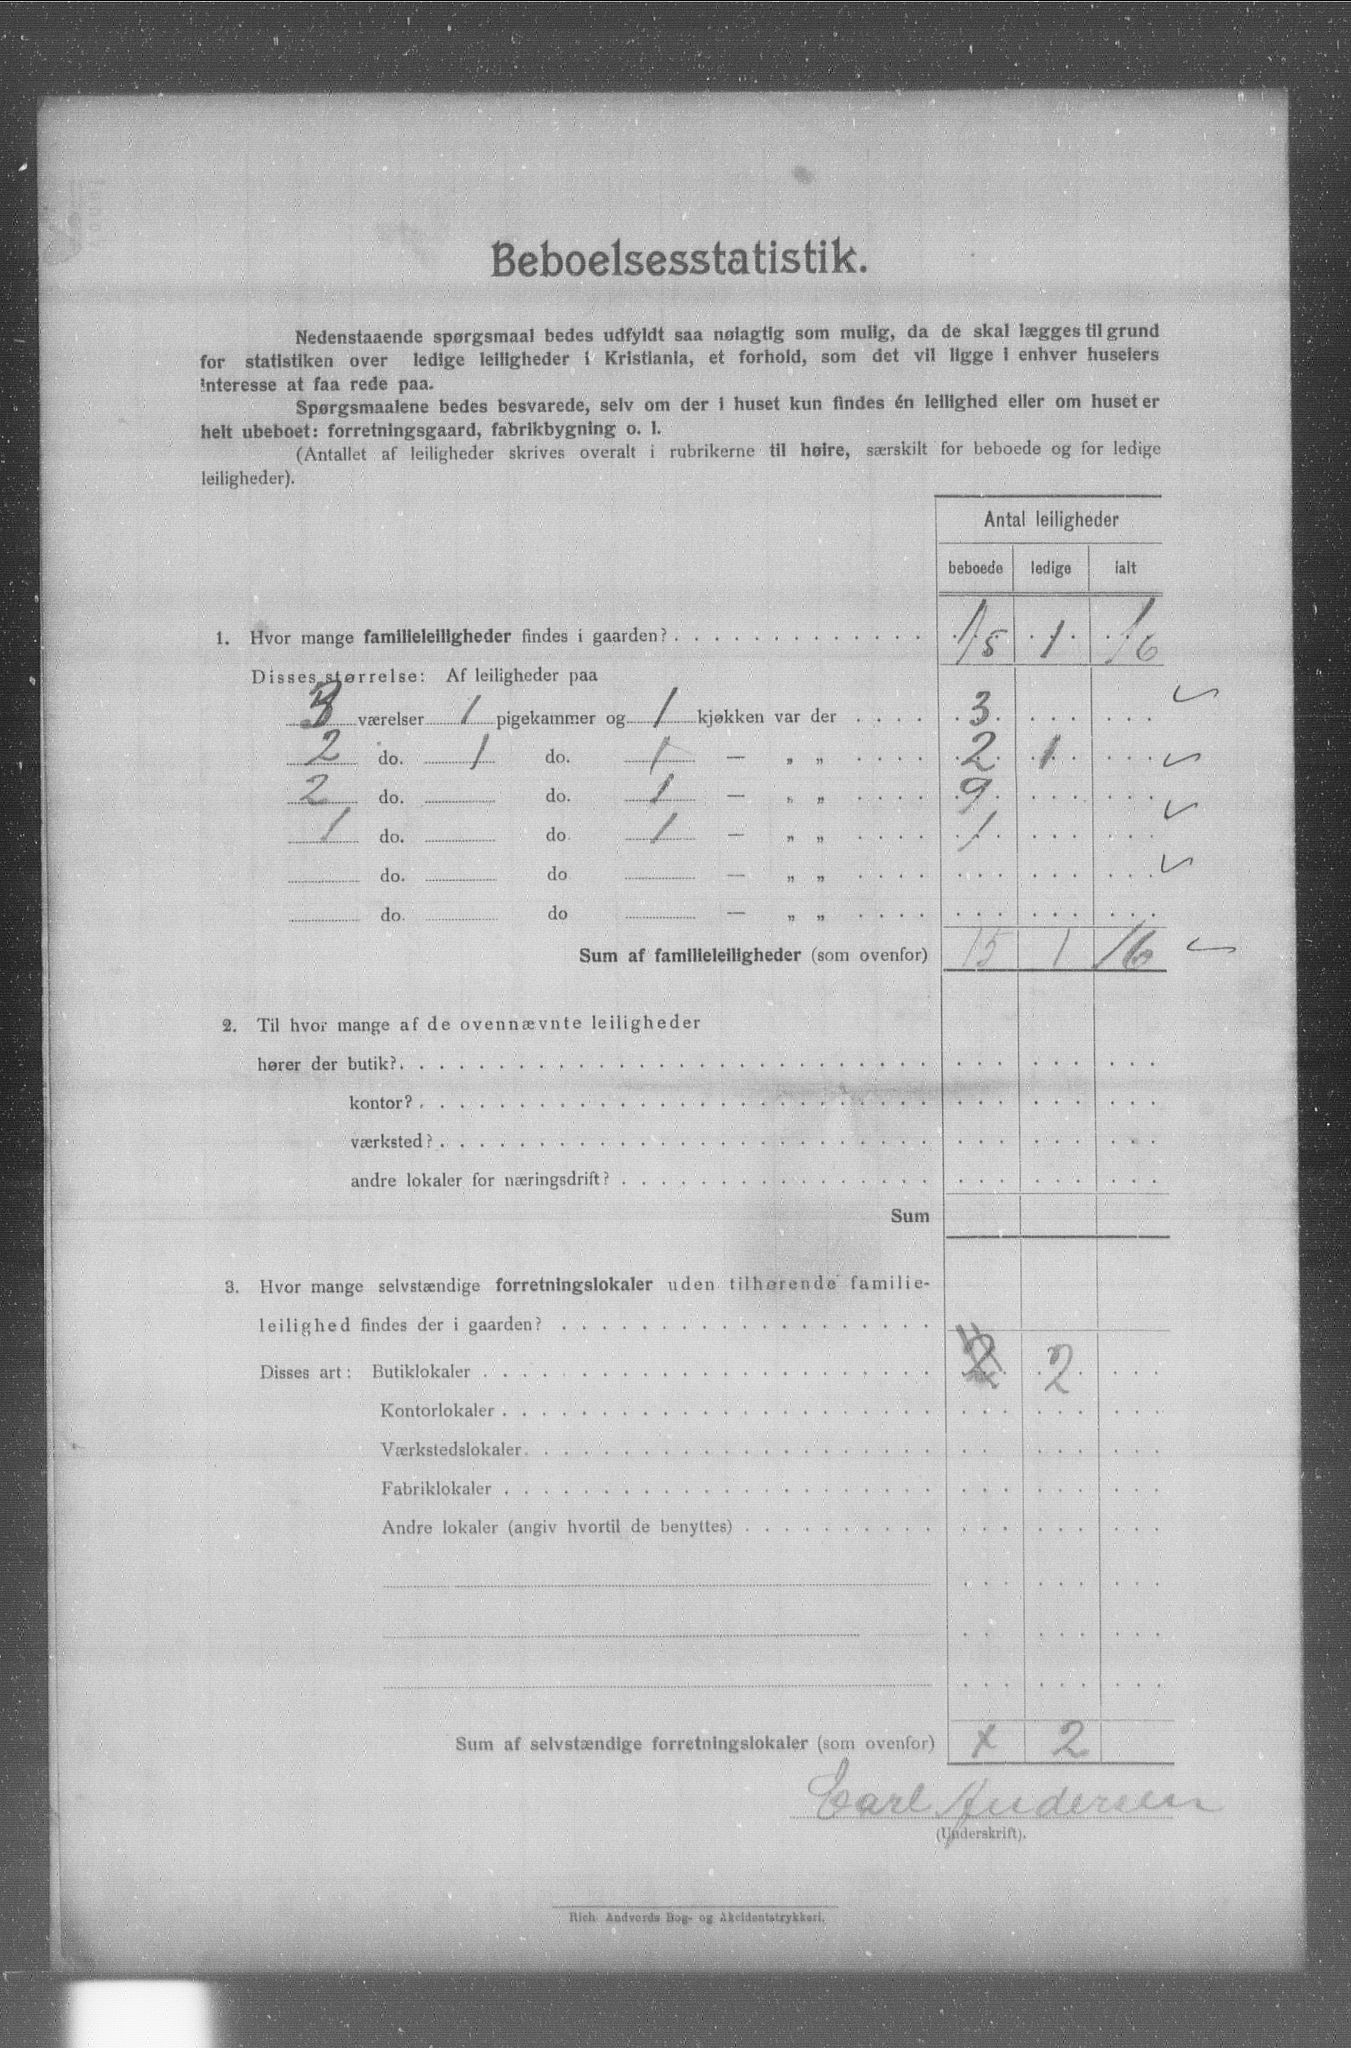 Beboelsesstatistik.
Nedenstaaende spørgsmaal bedes udfyldt saa nøiagtig som mulig, da de skal lægges til grund
for statistiken over ledige leiligheder i Kristiania, et forhold, som det vil ligge i enhver huseiers
interesse at faa rede paa.
Spørgsmaalene bedes besvarede, selv om der i huset kun findes én leilighed eller om huset er
helt ubeboet: forretningsgaard, fabrikbygning o. l.
(Antallet af leiligheder skrives overalt i rubrikerne til høire, særskilt for beboede og for ledige
leiligheder).
Antal leiligheder
beboede ledige ialt
1. Hvor mange familieleiligheder findes i gaarden? 15 1 16
Disses størrelse: Af leiligheder paa
3 værelser 1 pigekammer og 1 kjøkken var der 3
2 do. 1 do. 1 — „ „ 2 1
2 do. do. 1 — „ „ 9
1 do. do. 1 — „ „ 1
do. do — „ „
do. do — „ „
Sum af familieleiligheder (som ovenfor) 15 1 16
2. Til hvor mange af de ovennævnte leiligheder
hører der butik?
kontor?
værksted?
andre lokaler for næringsdrift?
Sum
3. Hvor mange selvstændige forretningslokaler uden tilhørende familie-
leilighed findes der i gaarden?
Disses art: Butiklokaler 2
Kontorlokaler
Værkstedslokaler
Fabriklokaler
Andre lokaler (angiv hvortil de benyttes)
Sum af selvstændige forretningslokaler (som ovenfor) x 2
Carl Andersen
(Underskrift).
Rich. Andvords Bog- og Akcidentstrykkeri.